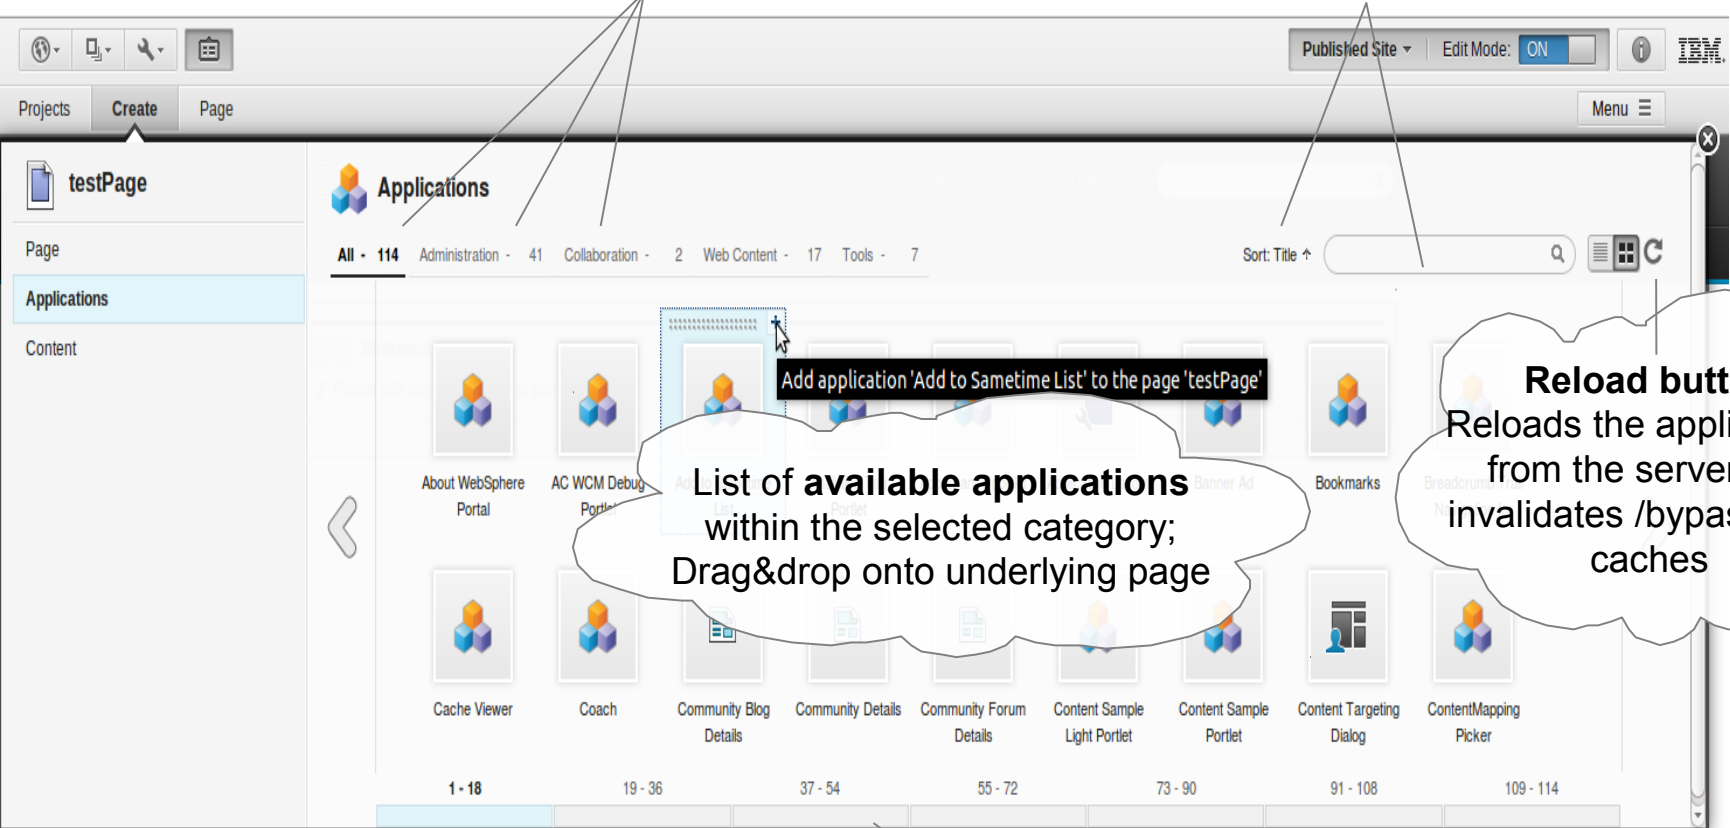 Published Site
Edit Mode: ON
IBM.
Projects Create Page
Menu
testPage
Applications
Page
All - 114 Administration - 41 Collaboration - 2 Web Content - 17 Tools - 7
Sort: Title
Applications
Content
Add application 'Add to Sametime List' to the page 'testPage'
About WebSphere
Portal
AC WCM Debug
Portlet
List
Portlet
Banner Ad
Bookmarks
List of available applications
within the selected category;
Drag&drop onto underlying page
Reload butt
Reloads the appli
from the server
invalidates /bypas
caches
Cache Viewer
Coach
Community Blog
Details
Community Details
Community Forum
Details
Content Sample
Light Portlet
Content Sample
Portlet
Content Targeting
Dialog
ContentMapping
Picker
1 - 18 19 - 36 37 - 54 55 - 72 73 - 90 91 - 108 109 - 114